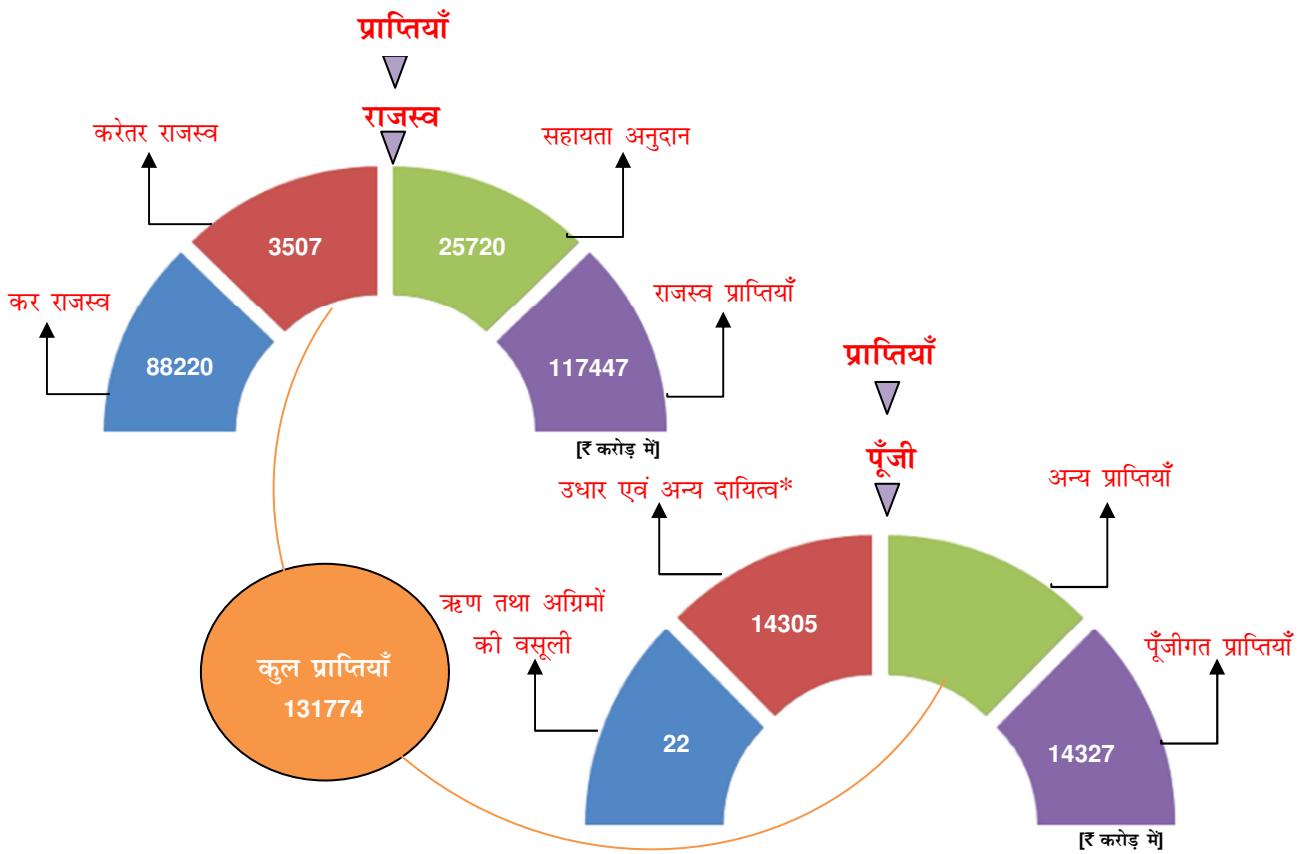 प्राप्तियाँ
राजस्व
करेतर राजस्व
सहायता अनुदान
3507
25720
कर राजस्व
राजस्व प्राप्तियाँ
88220
117447
[₹ करोड़ में]
प्राप्तियाँ
पूँजी
उधार एवं अन्य दायित्व*
अन्य प्राप्तियाँ
ऋण तथा अग्रिमों
की वसूली
14305
पूँजीगत प्राप्तियाँ
कुल प्राप्तियाँ
131774
22
14327
[₹ करोड़ में]